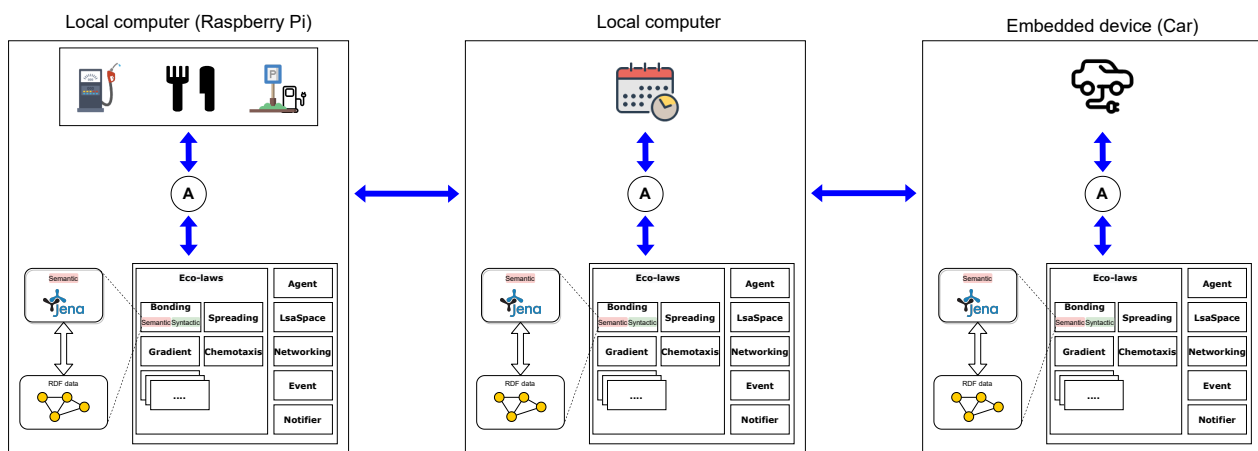 Local computer (Raspberry Pi)
P
A
Semantic
Jena
RDF data
Eco-laws
Bonding
Semantic Syntactic
Spreading
Gradient
Chemotaxis
....
Agent
LsaSpace
Networking
Event
Notifier
Local computer
A
Semantic
Jena
RDF data
Eco-laws
Bonding
Semantic Syntactic
Spreading
Gradient
Chemotaxis
....
Agent
LsaSpace
Networking
Event
Notifier
Embedded device (Car)
A
Semantic
Jena
RDF data
Eco-laws
Bonding
Semantic Syntactic
Spreading
Gradient
Chemotaxis
....
Agent
LsaSpace
Networking
Event
Notifier